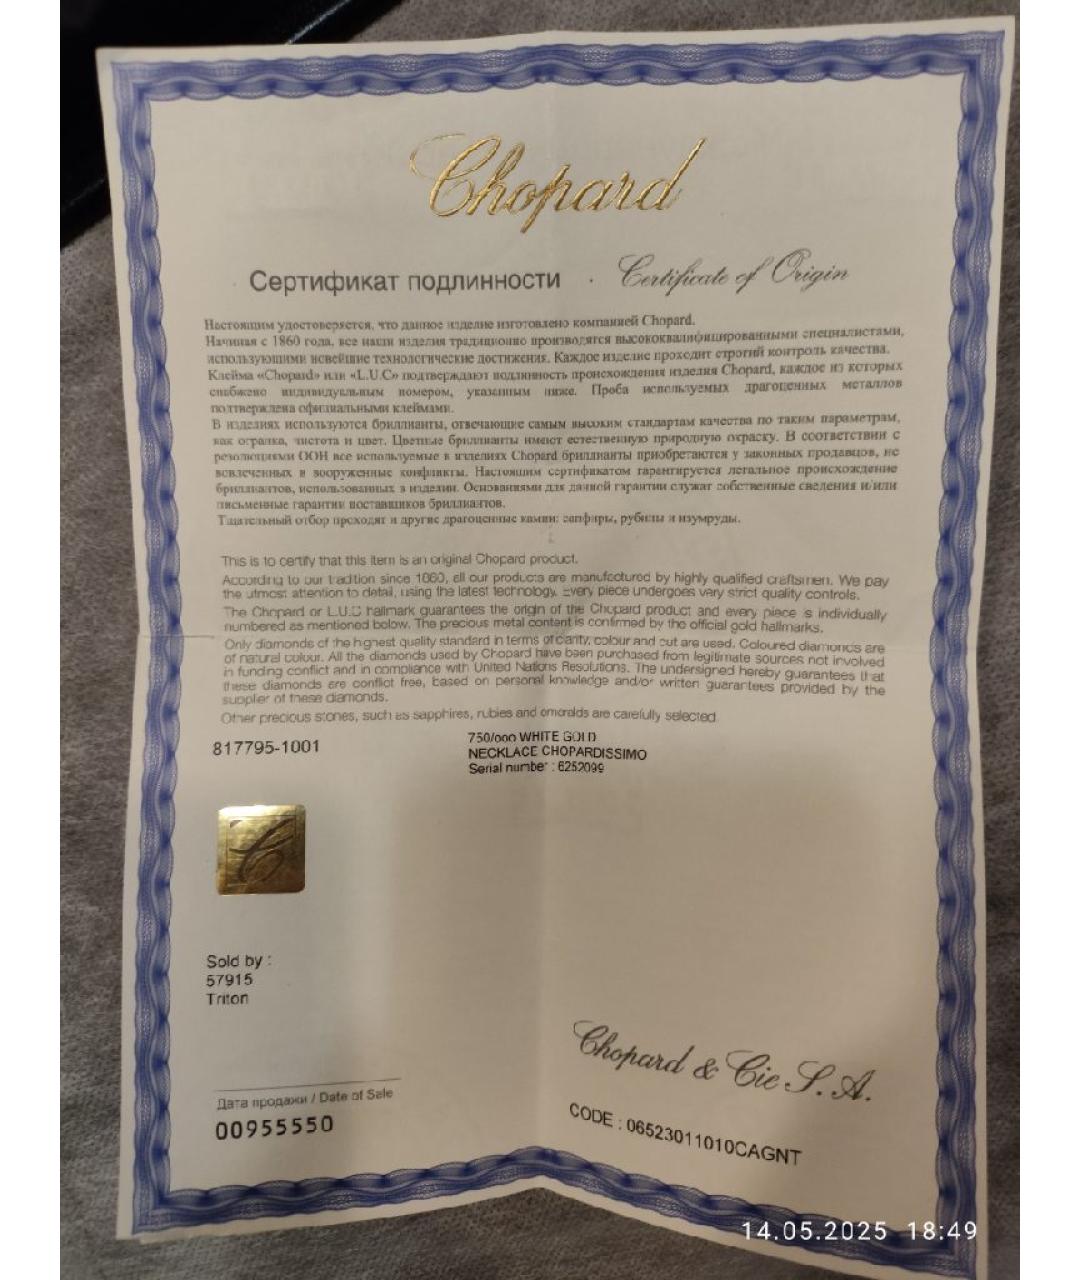 Chopard
Сертификат подлинности · Certificate of Origin
Настоящим удостоверяется, что данное изделие изготовлено компанией Chopard.
Начиная с 1860 года, все наши изделия традиционно производятся высококвалифицированными специалистами,
использующими новейшие технологические достижения. Каждое изделие проходит строгий контроль качества.
Клейма «Chopard» или «L.U.C» подтверждают подлинность происхождения изделия Chopard, каждое из которых
снабжено индивидуальным номером, указанным ниже. Проба используемых драгоценных металлов
подтверждена официальными клеймами.
В изделиях используются бриллианты, отвечающие самым высоким стандартам качества по таким параметрам,
как огранка, чистота и цвет. Цветные бриллианты имеют естественную природную окраску. В соответствии с
резолюциями ООН все используемые в изделиях Chopard бриллианты приобретаются у законных продавцов, не
вовлеченных в вооруженные конфликты. Настоящим сертификатом гарантируется легальное происхождение
бриллиантов, использованных в изделии. Основаниями для данной гарантии служат собственные сведения и/или
письменные гарантии поставщиков бриллиантов.
Тщательный отбор проходят и другие драгоценные камни: сапфиры, рубины и изумруды.
This is to certify that this item is an original Chopard product.
According to our tradition since 1860, all our products are manufactured by highly qualified craftsmen. We pay
the utmost attention to detail, using the latest technology. Every piece undergoes very strict quality controls.
The Chopard or L.U.C hallmark guarantees the origin of the Chopard product and every piece is individually
numbered as mentioned below. The precious metal content is confirmed by the official gold hallmarks.
Only diamonds of the highest quality standard in terms of clarity, colour and cut are used. Coloured diamonds are
of natural colour. All the diamonds used by Chopard have been purchased from legitimate sources not involved
in funding conflict and in compliance with United Nations Resolutions. The undersigned hereby guarantees that
these diamonds are conflict free, based on personal knowledge and/or written guarantees provided by the
supplier of these diamonds.
Other precious stones, such as sapphires, rubies and emeralds are carefully selected.
817795-1001
750/ooo WHITE GOLD
NECKLACE CHOPARDISSIMO
Serial number : 6252099
C
Sold by :
57915
Triton
Дата продажи / Date of Sale
00955550
Chopard & Cie S.A.
CODE : 06523011010CAGNT
14.05.2025 18:49